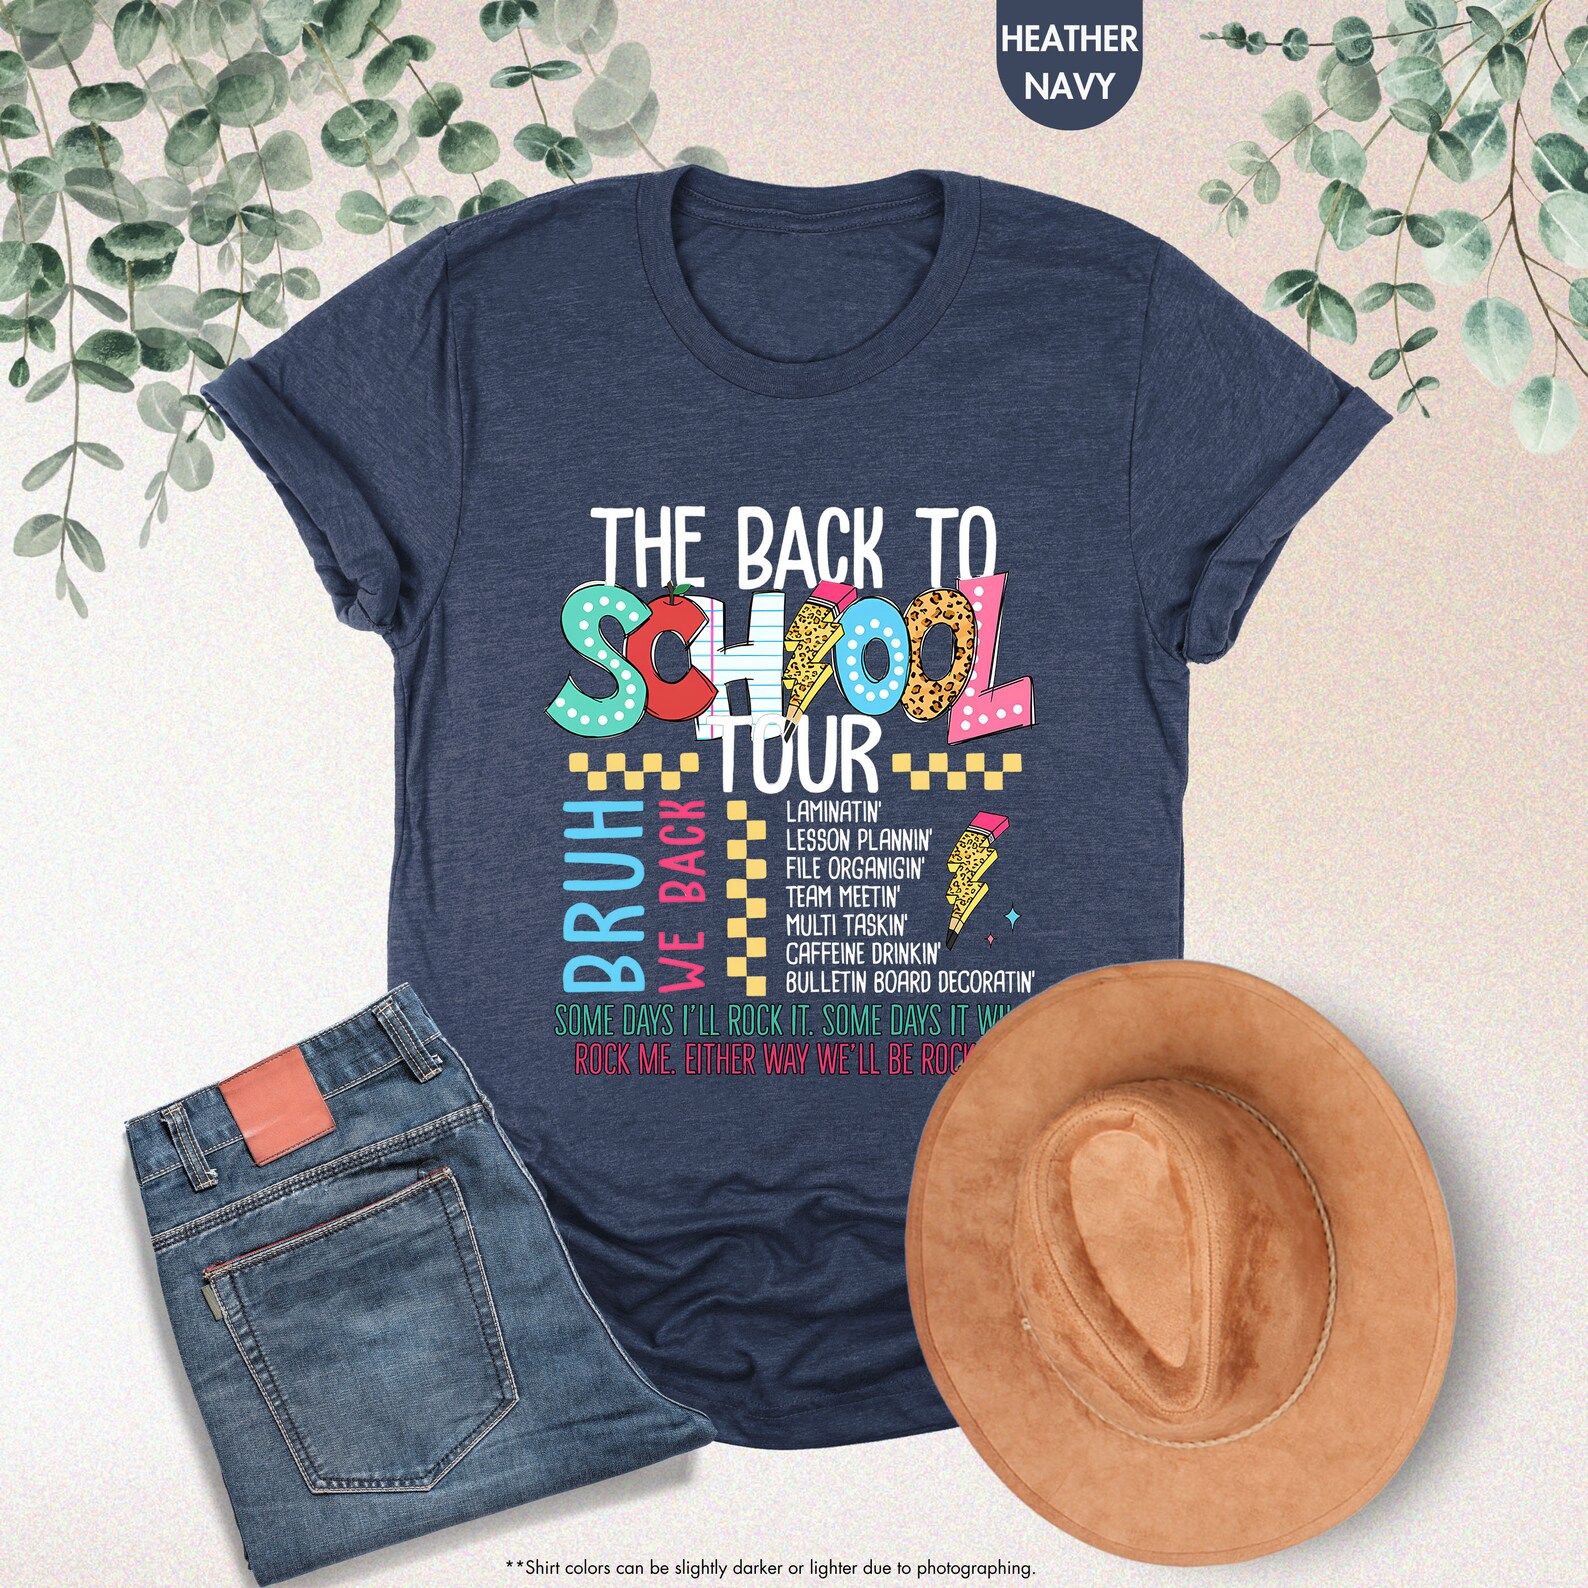 HEATHER
NAVY
THE BACK TO
SCHOOL
TOUR
BRUH
WE BACK
LAMINATIN'
LESSON PLANNIN'
FILE ORGANIGIN'
TEAM MEETIN'
MULTI TASKIN'
CAFFEINE DRINKIN'
BULLETIN BOARD DECORATIN'
SOME DAYS I'LL ROCK IT. SOME DAYS IT
ROCK ME. EITHER WAY WE'LL BE
**Shirt colors can be slightly darker or lighter due to photographing.